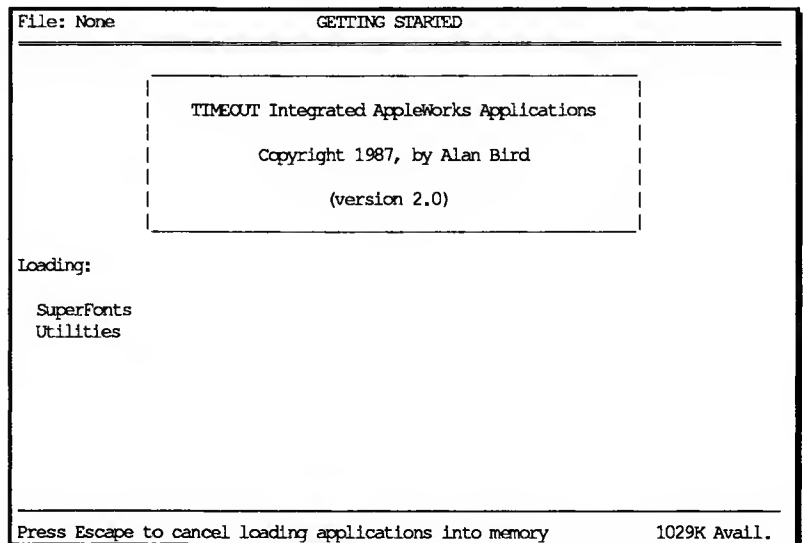 File: None GETTING STARTED
TIMEOUT Integrated AppleWorks Applications
Copyright 1987, by Alan Bird
(version 2.0)
Loading:
SuperFonts
Utilities
Press Escape to cancel loading applications into memory 1029K Avail.